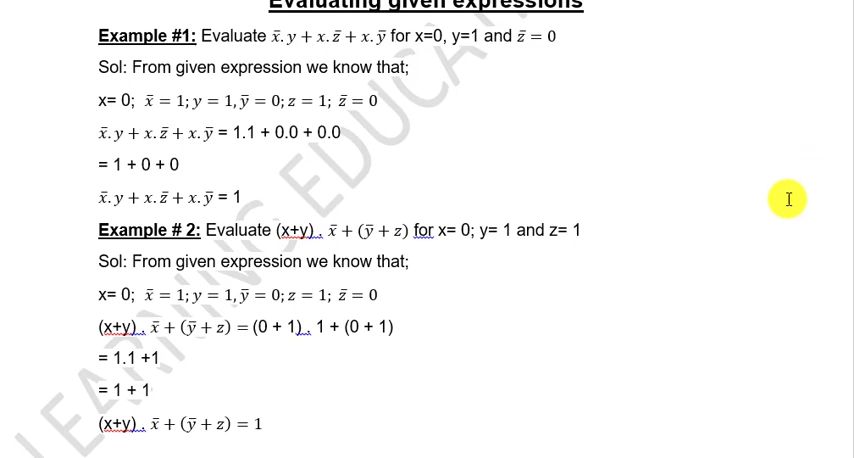 Evaluating given expressions
Example #1: Evaluate x̄. y + x. z̄ + x. ȳ for x=0, y=1 and z̄ = 0
Sol: From given expression we know that;
x= 0; x̄ = 1; y = 1, ȳ = 0; z = 1; z̄ = 0
x̄. y + x. z̄ + x. ȳ = 1.1 + 0.0 + 0.0
= 1 + 0 + 0
x̄. y + x. z̄ + x. ȳ = 1
Example # 2: Evaluate (x+y) . x̄ + (ȳ + z) for x= 0; y= 1 and z= 1
Sol: From given expression we know that;
x= 0; x̄ = 1; y = 1, ȳ = 0; z = 1; z̄ = 0
(x+y) . x̄ + (ȳ + z) = (0 + 1) . 1 + (0 + 1)
= 1.1 +1
= 1 + 1
(x+y) . x̄ + (ȳ + z) = 1
LEARNING EDUCAT